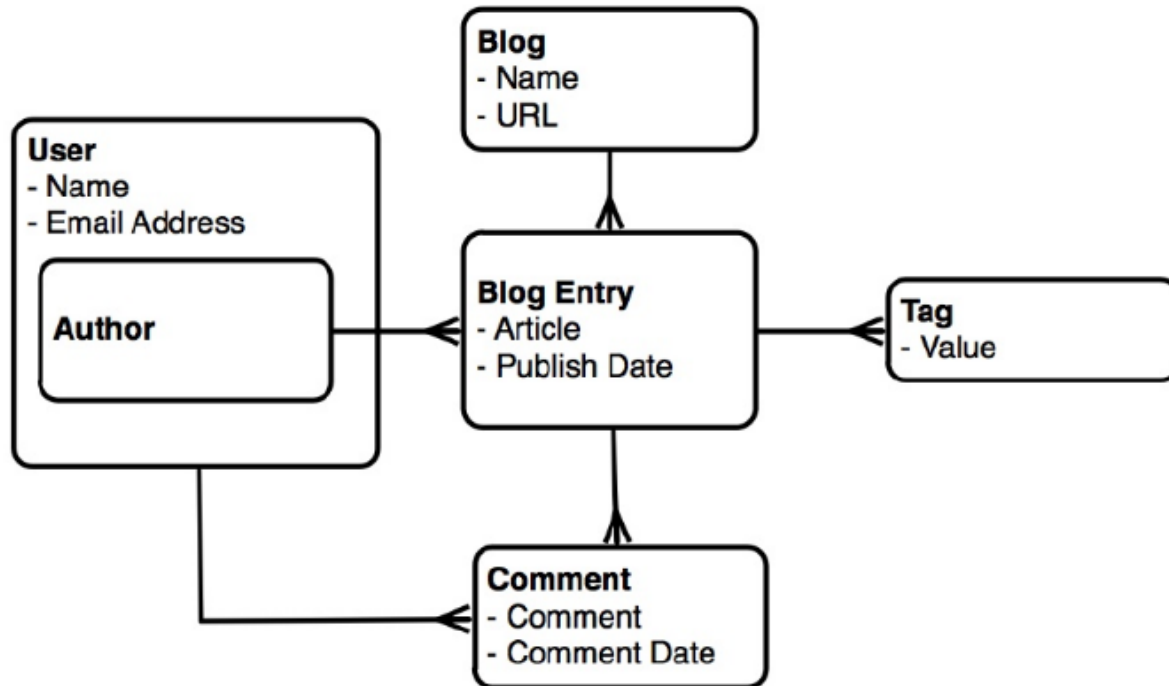 Blog
- Name
- URL
User
- Name
- Email Address
Author
Blog Entry
- Article
- Publish Date
Tag
- Value
Comment
- Comment
- Comment Date